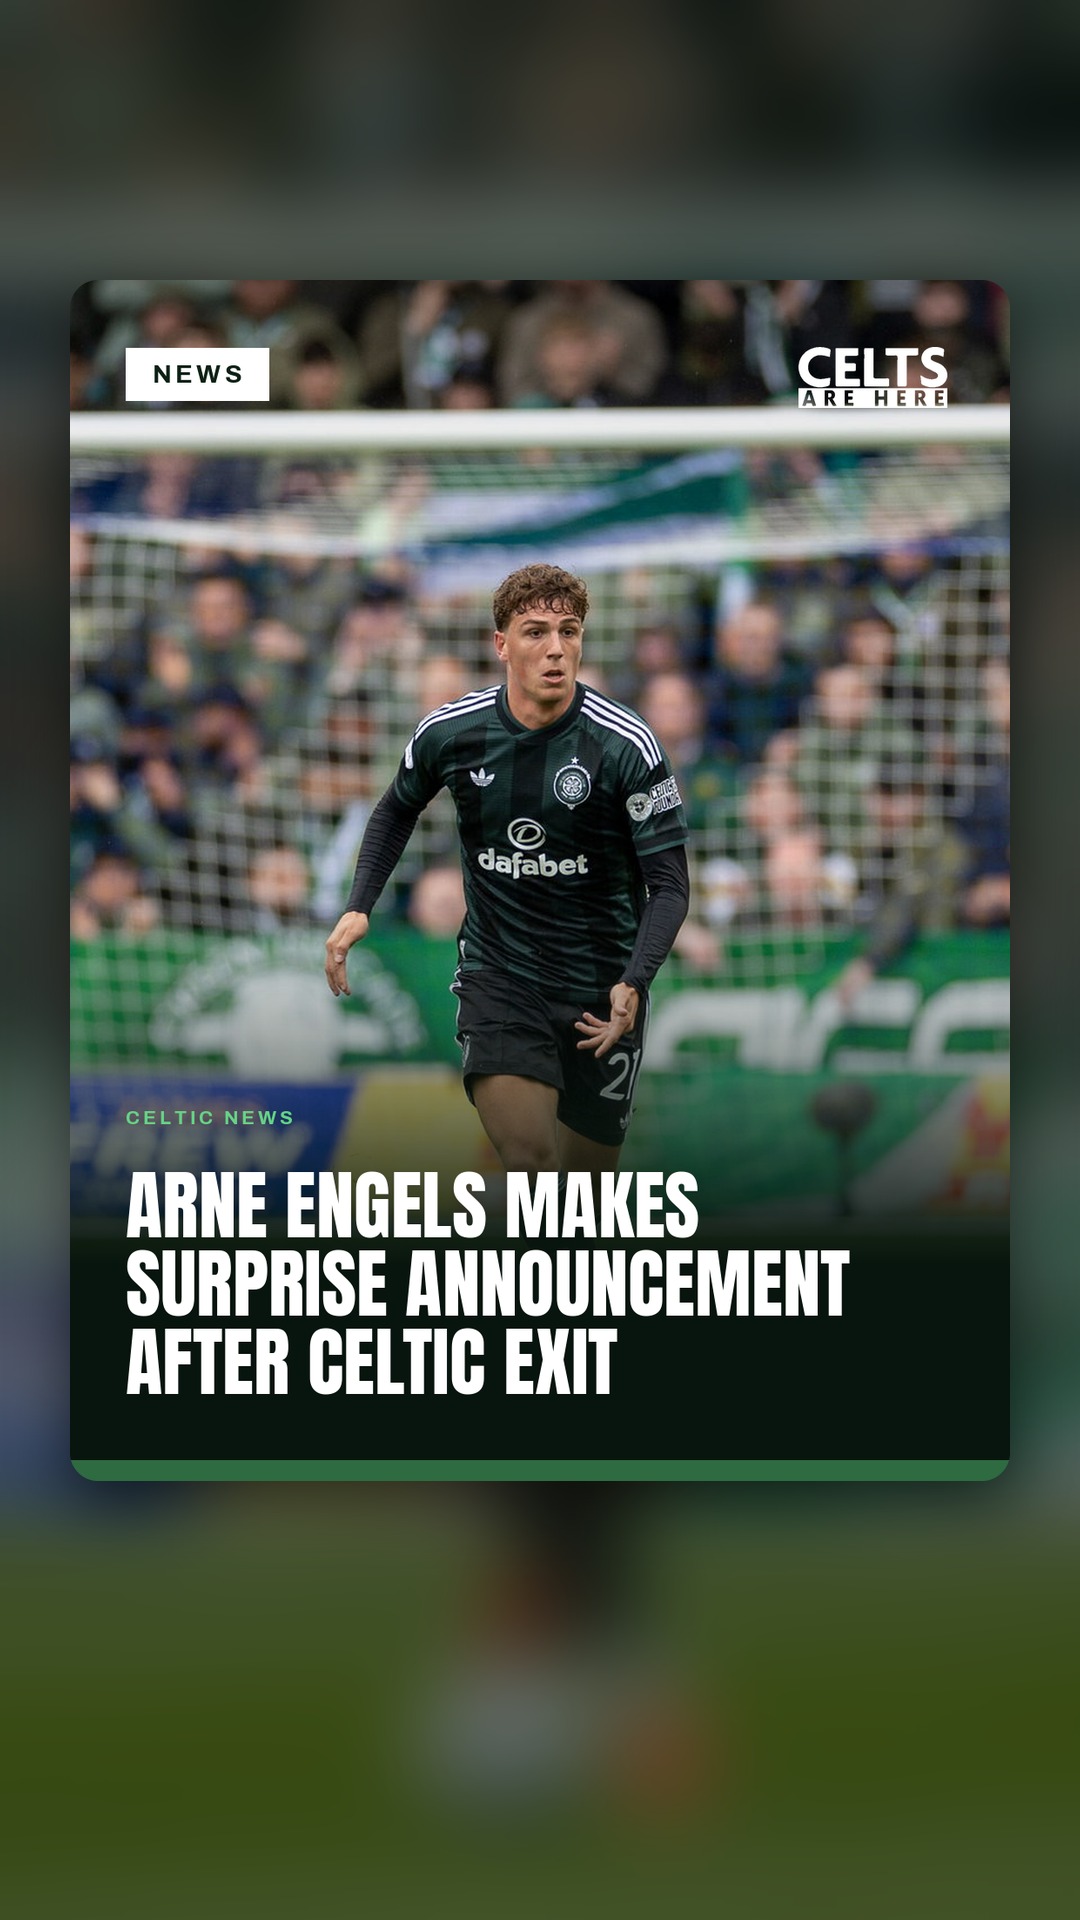 NEWS
CELTS
ARE HERE
dafabet
21
CELTIC NEWS
ARNE ENGELS MAKES
SURPRISE ANNOUNCEMENT
AFTER CELTIC EXIT